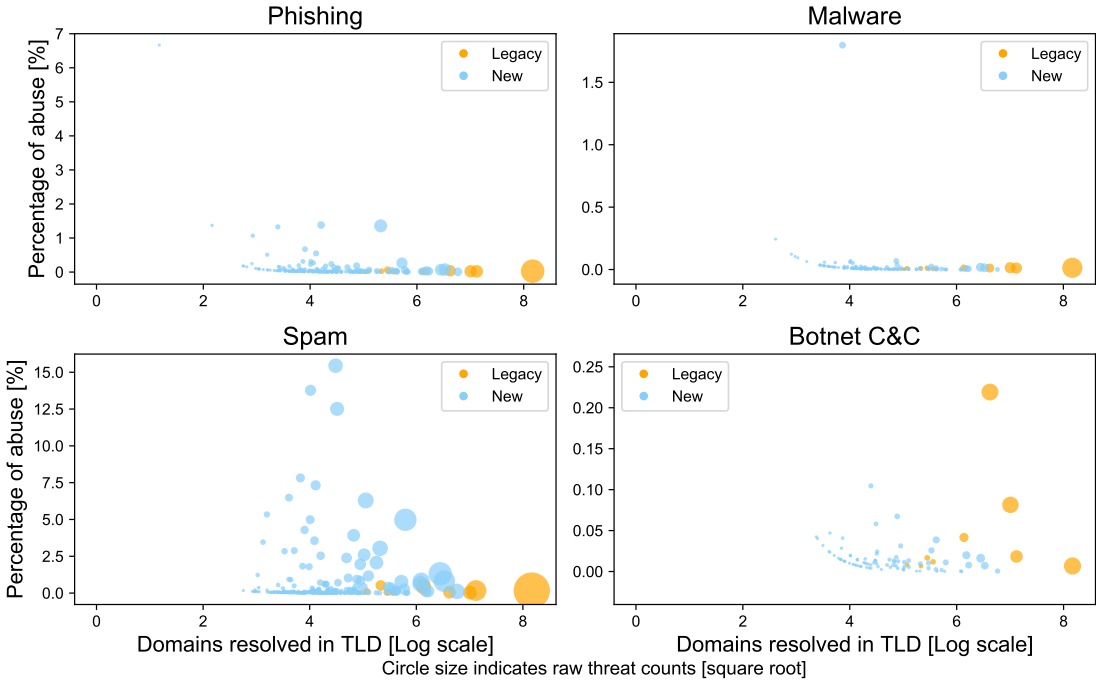 Phishing
Percentage of abuse [%]
7
6
5
4
3
2
1
0
0 2 4 6 8
Legacy
New
Malware
1.5
1.0
0.5
0.0
0 2 4 6 8
Legacy
New
Spam
Percentage of abuse [%]
15.0
12.5
10.0
7.5
5.0
2.5
0.0
0 2 4 6 8
Legacy
New
Domains resolved in TLD [Log scale]
Botnet C&C
0.25
0.20
0.15
0.10
0.05
0.00
0 2 4 6 8
Legacy
New
Domains resolved in TLD [Log scale]
Circle size indicates raw threat counts [square root]